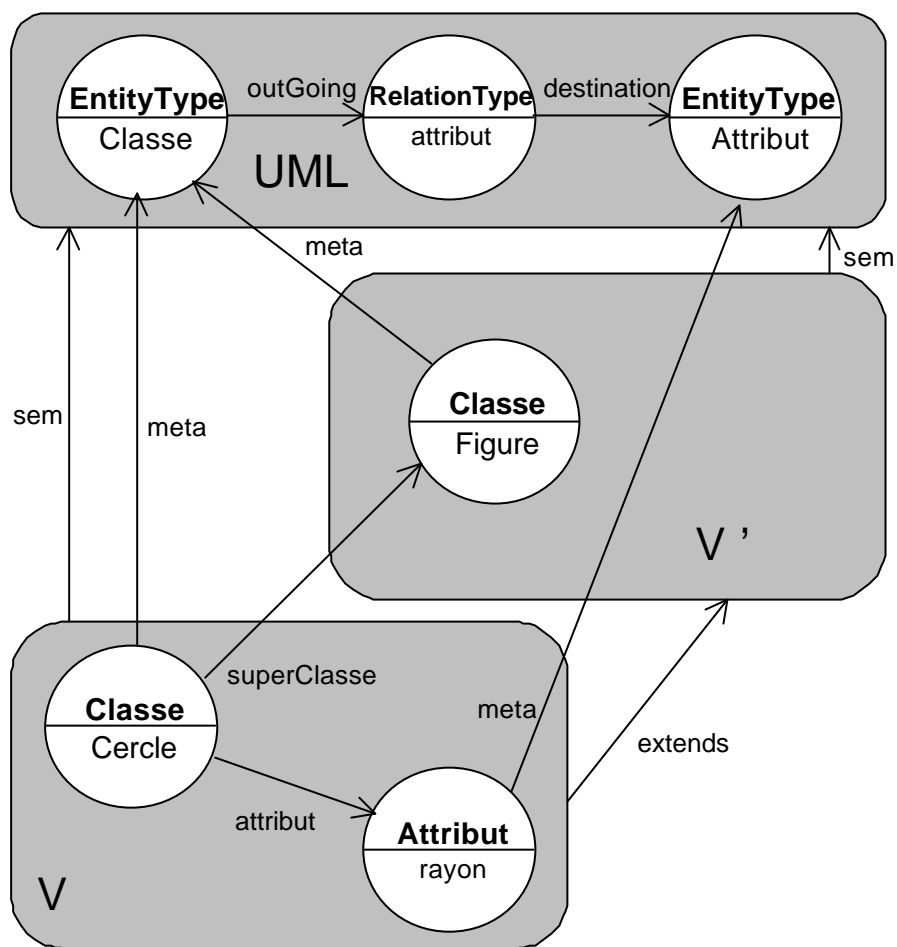 EntityType
outGoing
RelationType
destination
EntityType
Classe
attribut
Attribut
UML
meta
sem
Classe
Figure
sem
meta
V ’
superClasse
Classe
Cercle
meta
extends
attribut
Attribut
rayon
V